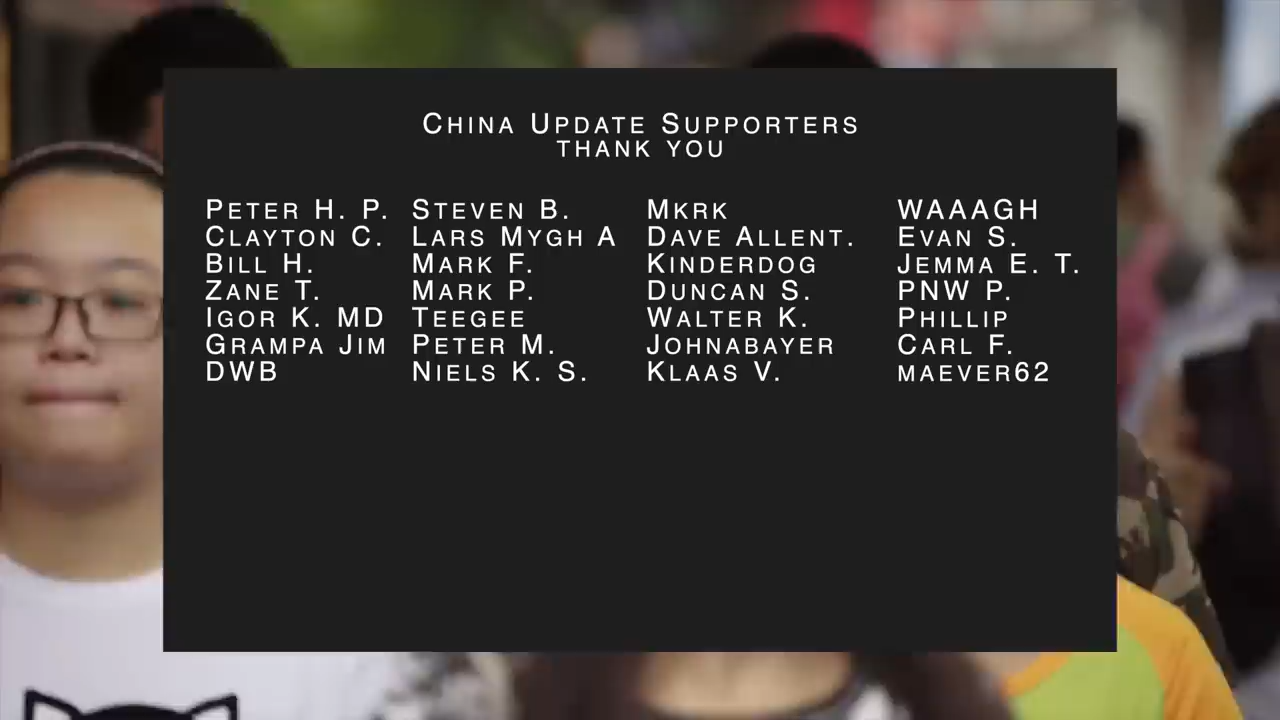 CHINA UPDATE SUPPORTERS
THANK YOU
PETER H. P. STEVEN B. MKRK WAAAGH
CLAYTON C. LARS MYGH A DAVE ALLENT. EVAN S.
BILL H. MARK F. KINDERDOG JEMMA E. T.
ZANE T. MARK P. DUNCAN S. PNW P.
IGOR K. MD TEEGEE WALTER K. PHILLIP
GRAMPA JIM PETER M. JOHNABAYER CARL F.
DWB NIELS K. S. KLAAS V. MAEVER62